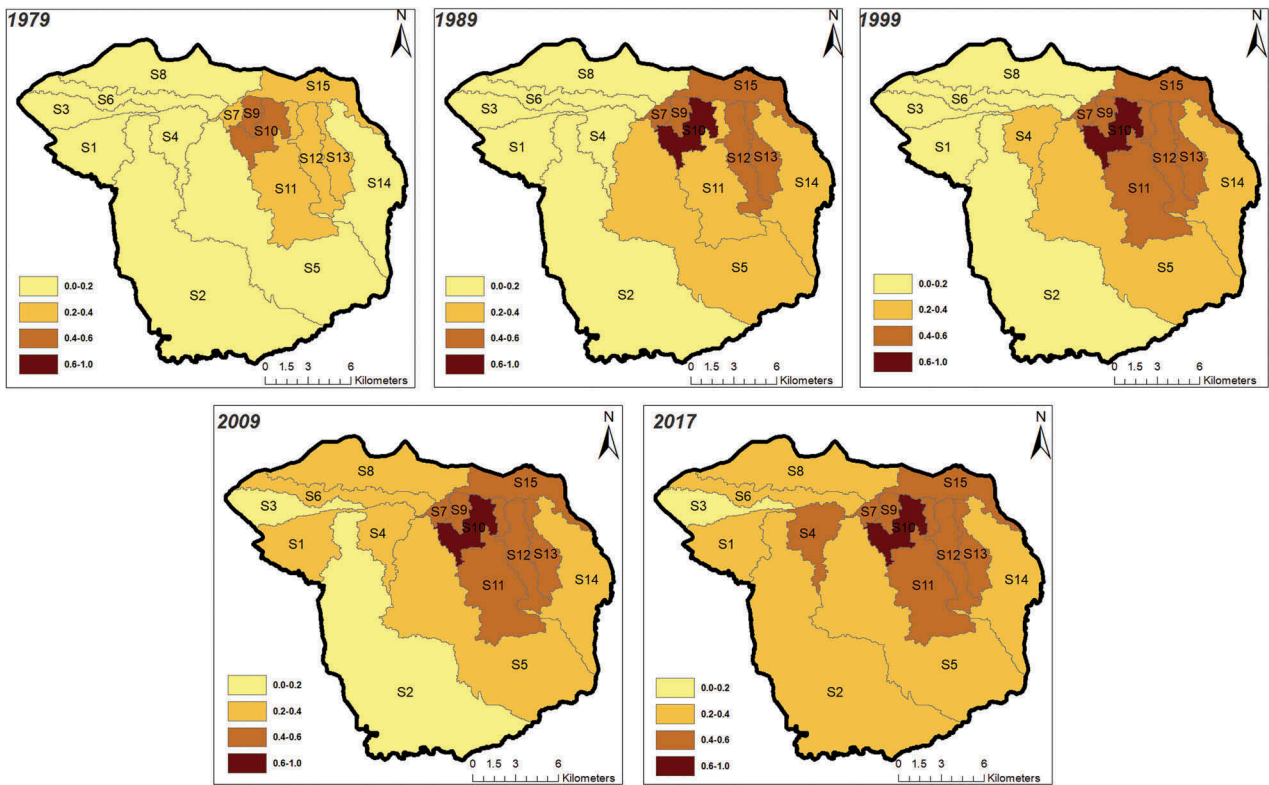 1979
N
S8
S15
S3
S6
S7
S9
S4
S10
S1
S12
S13
S14
S11
S5
S2
0.0-0.2
0.2-0.4
0.4-0.6
0.6-1.0
0 1.5 3 6
Kilometers
1989
N
S8
S15
S3
S6
S7
S9
S4
S10
S1
S12
S13
S14
S11
S5
S2
0.0-0.2
0.2-0.4
0.4-0.6
0.6-1.0
0 1.5 3 6
Kilometers
1999
N
S8
S15
S3
S6
S7
S9
S4
S10
S1
S12
S13
S14
S11
S5
S2
0.0-0.2
0.2-0.4
0.4-0.6
0.6-1.0
0 1.5 3 6
Kilometers
2009
N
S8
S15
S3
S6
S7
S9
S4
S10
S1
S12
S13
S14
S11
S5
S2
0.0-0.2
0.2-0.4
0.4-0.6
0.6-1.0
0 1.5 3 6
Kilometers
2017
N
S8
S15
S3
S6
S7
S9
S4
S10
S1
S12
S13
S14
S11
S5
S2
0.0-0.2
0.2-0.4
0.4-0.6
0.6-1.0
0 1.5 3 6
Kilometers